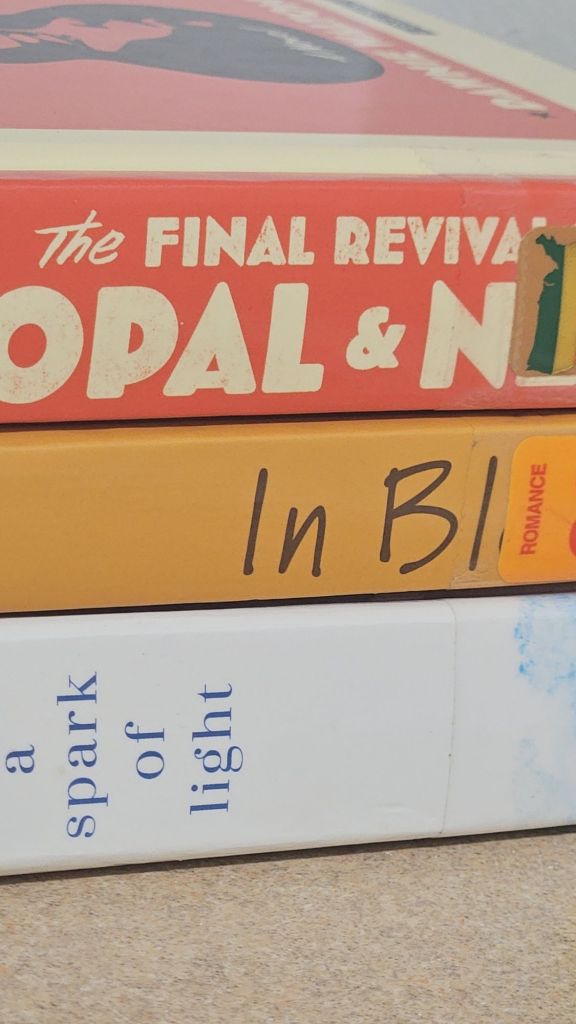 The FINAL REVIVA
OPAL & N
In Bl
ROMANCE
a
spark
of
light